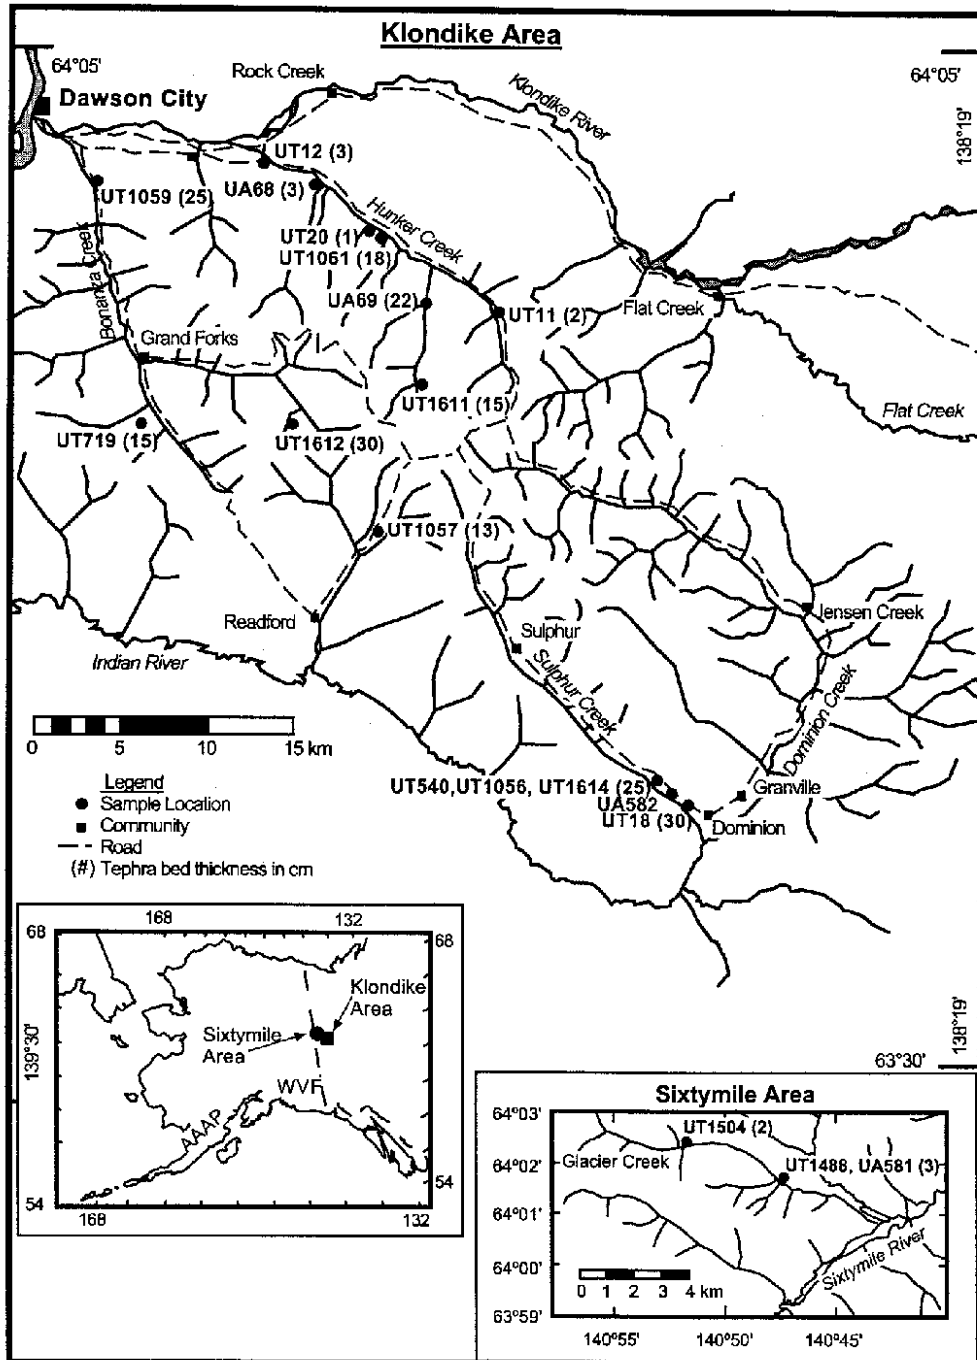 Klondike Area
64°05'
Rock Creek
Klondike River
64°05'
138°19'
Dawson City
UT12 (3)
UA68 (3)
UT1059 (25)
Hunker Creek
UT20 (1)
UT1061 (18)
Bonanza Creek
UA69 (22)
UT11 (2)
Flat Creek
Grand Forks
UT1611 (15)
Flat Creek
UT719 (15)
UT1612 (30)
UT1057 (13)
Jensen Creek
Readford
Sulphur
Indian River
Sulphur Creek
Dominion Creek
0 5 10 15 km
Granville
UT540,UT1056, UT1614 (25)
UA582
UT18 (30)
Dominion
Legend
Sample Location
Community
Road
(#) Tephra bed thickness in cm
168 132
68 68
Klondike
Area
Sixtymile
Area
WVF
AAAP
139°30'
54 54
168 132
138°19'
63°30'
Sixtymile Area
64°03'
UT1504 (2)
Glacier Creek
64°02'
UT1488, UA581 (3)
64°01'
64°00'
Sixtymile River
0 1 2 3 4 km
63°59'
140°55' 140°50' 140°45'